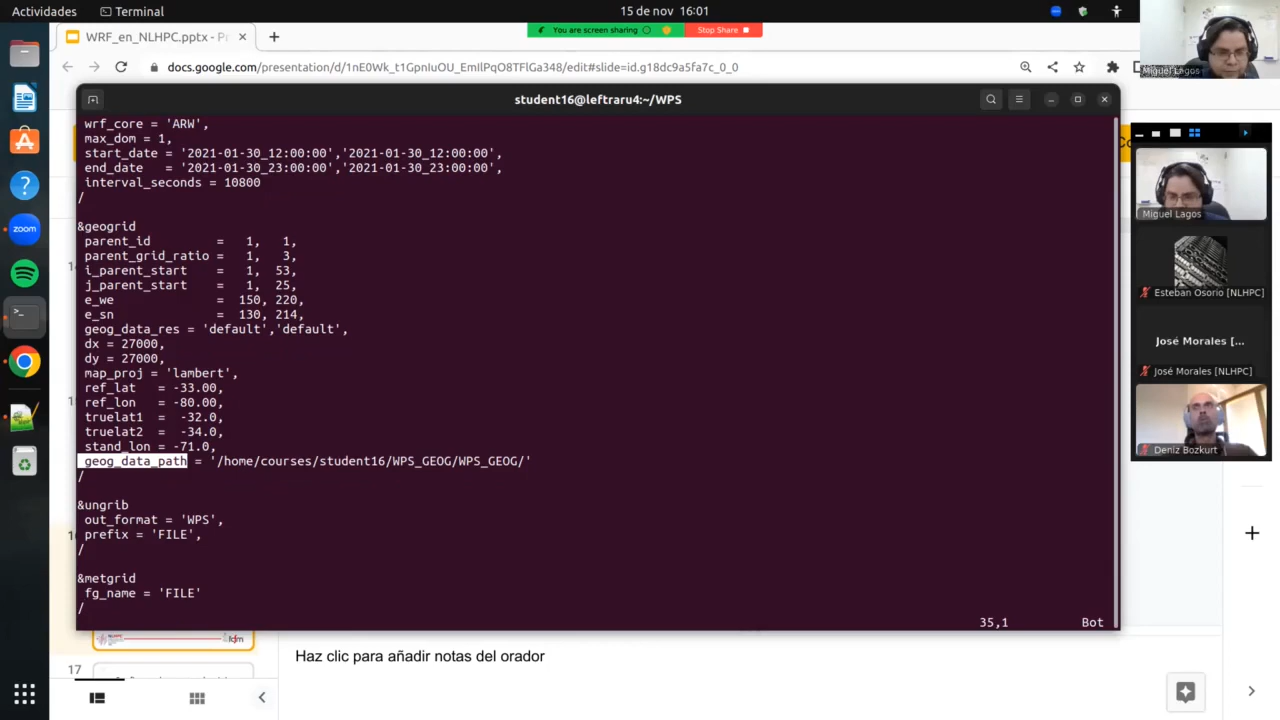 Actividades
Terminal
15 de nov 16:01
WRF_en_NLHPC.pptx - Pr
You are screen sharing
Stop Share
docs.google.com/presentation/d/1nE0Wk_t1GpnIuOU_EmIlPQO8TFlGa348/edit#slide=id.g18dc9a5fa7c_0_0
Miguel Lagos
student16@leftraru4:~/WPS
wrf_core = 'ARW',
max_dom = 1,
start_date = '2021-01-30_12:00:00','2021-01-30_12:00:00',
end_date   = '2021-01-30_23:00:00','2021-01-30_23:00:00',
interval_seconds = 10800
/
&geogrid
parent_id         =   1,   1,
parent_grid_ratio =   1,   3,
i_parent_start    =   1,  53,
j_parent_start    =   1,  25,
e_we              =  150, 220,
e_sn              =  130, 214,
geog_data_res = 'default','default',
dx = 27000,
dy = 27000,
map_proj = 'lambert',
ref_lat   = -33.00,
ref_lon   = -80.00,
truelat1  =  -32.0,
truelat2  =  -34.0,
stand_lon = -71.0,
geog_data_path = '/home/courses/student16/WPS_GEOG/WPS_GEOG/'
/
&ungrib
out_format = 'WPS',
prefix = 'FILE',
/
&metgrid
fg_name = 'FILE'
/
35,1
Bot
zoom
Miguel Lagos
Esteban Osorio [NLHPC]
José Morales [...
José Morales [NLHPC]
Deniz Bozkurt
17
Haz clic para añadir notas del orador